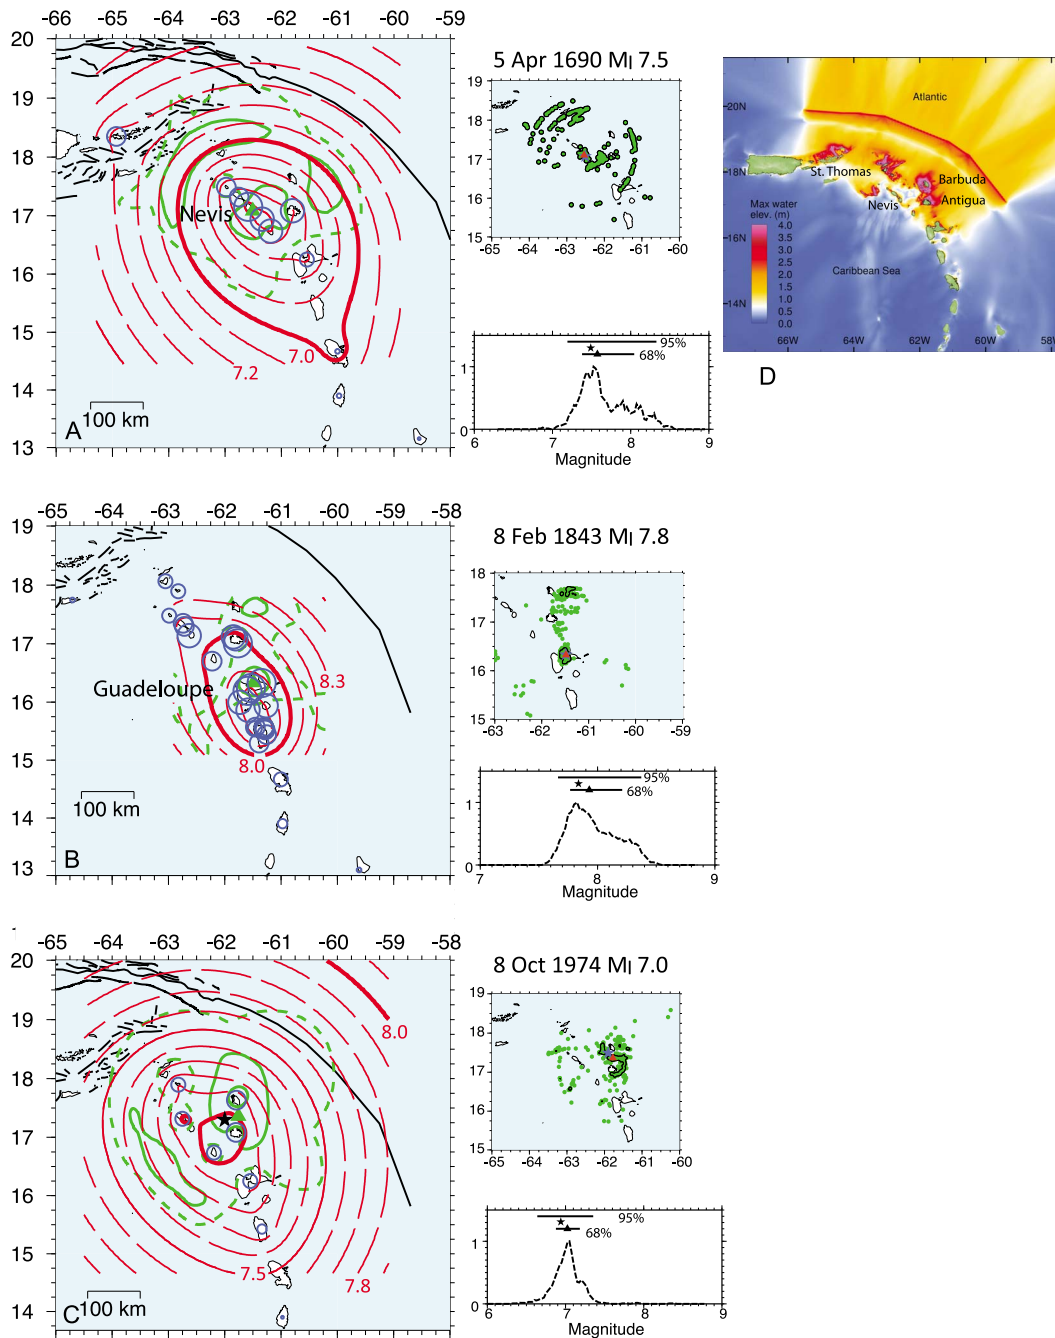 -66 -65 -64 -63 -62 -61 -60 -59
20
19
18
17
16
15
14
13
Nevis
7.0
7.2
100 km
A
5 Apr 1690 MI 7.5
19
18
17
16
15
-65 -64 -63 -62 -61 -60
95%
68%
1
0
6 7 8 9
Magnitude
Atlantic
20N
18N
16N
14N
St. Thomas
Barbuda
Nevis
Antigua
Max water
elev. (m)
4.0
3.5
3.0
2.5
2.0
1.5
1.0
0.5
0.0
Caribbean Sea
66W 64W 62W 60W 58W
D
-65 -64 -63 -62 -61 -60 -59 -58
19
18
17
16
15
14
13
Guadeloupe
8.3
8.0
100 km
B
8 Feb 1843 MI 7.8
18
17
16
15
-63 -62 -61 -60 -59
95%
68%
1
0
7 8 9
Magnitude
-65 -64 -63 -62 -61 -60 -59 -58
20
19
18
17
16
15
14
8.0
7.5
7.8
100 km
C
8 Oct 1974 MI 7.0
19
18
17
16
15
-65 -64 -63 -62 -61 -60
95%
68%
1
0
6 7 8 9
Magnitude